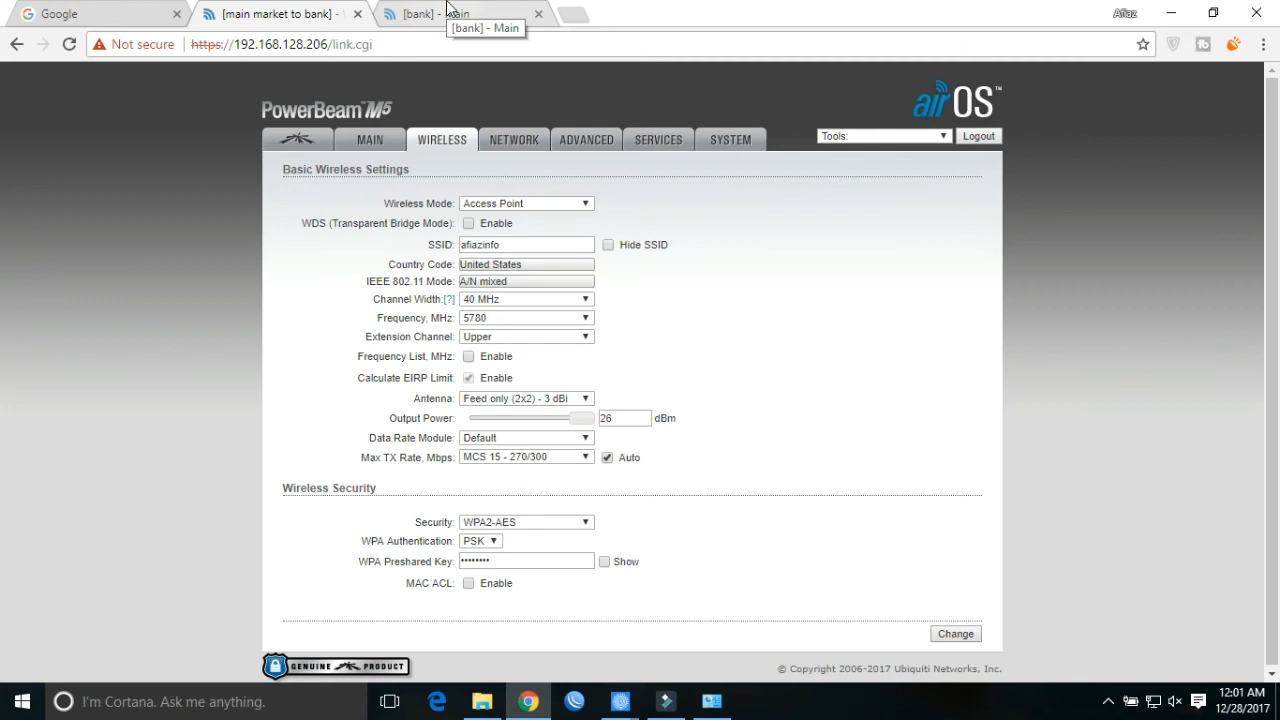 Google
[main market to bank] -
[bank] - Main
[bank] - Main
Afiaz
Not secure https://192.168.128.206/link.cgi
PowerBeam M5
airOS™
MAIN WIRELESS NETWORK ADVANCED SERVICES SYSTEM
Tools: Logout
Basic Wireless Settings
Wireless Mode: Access Point
WDS (Transparent Bridge Mode): Enable
SSID: afiazinfo Hide SSID
Country Code: United States
IEEE 802.11 Mode: A/N mixed
Channel Width:[?] 40 MHz
Frequency, MHz: 5780
Extension Channel: Upper
Frequency List, MHz: Enable
Calculate EIRP Limit: Enable
Antenna: Feed only (2x2) - 3 dBi
Output Power: 26 dBm
Data Rate Module: Default
Max TX Rate, Mbps: MCS 15 - 270/300 Auto
Wireless Security
Security: WPA2-AES
WPA Authentication: PSK
WPA Preshared Key: •••••••• Show
MAC ACL: Enable
Change
GENUINE PRODUCT
© Copyright 2006-2017 Ubiquiti Networks, Inc.
I'm Cortana. Ask me anything.
12:01 AM
12/28/2017